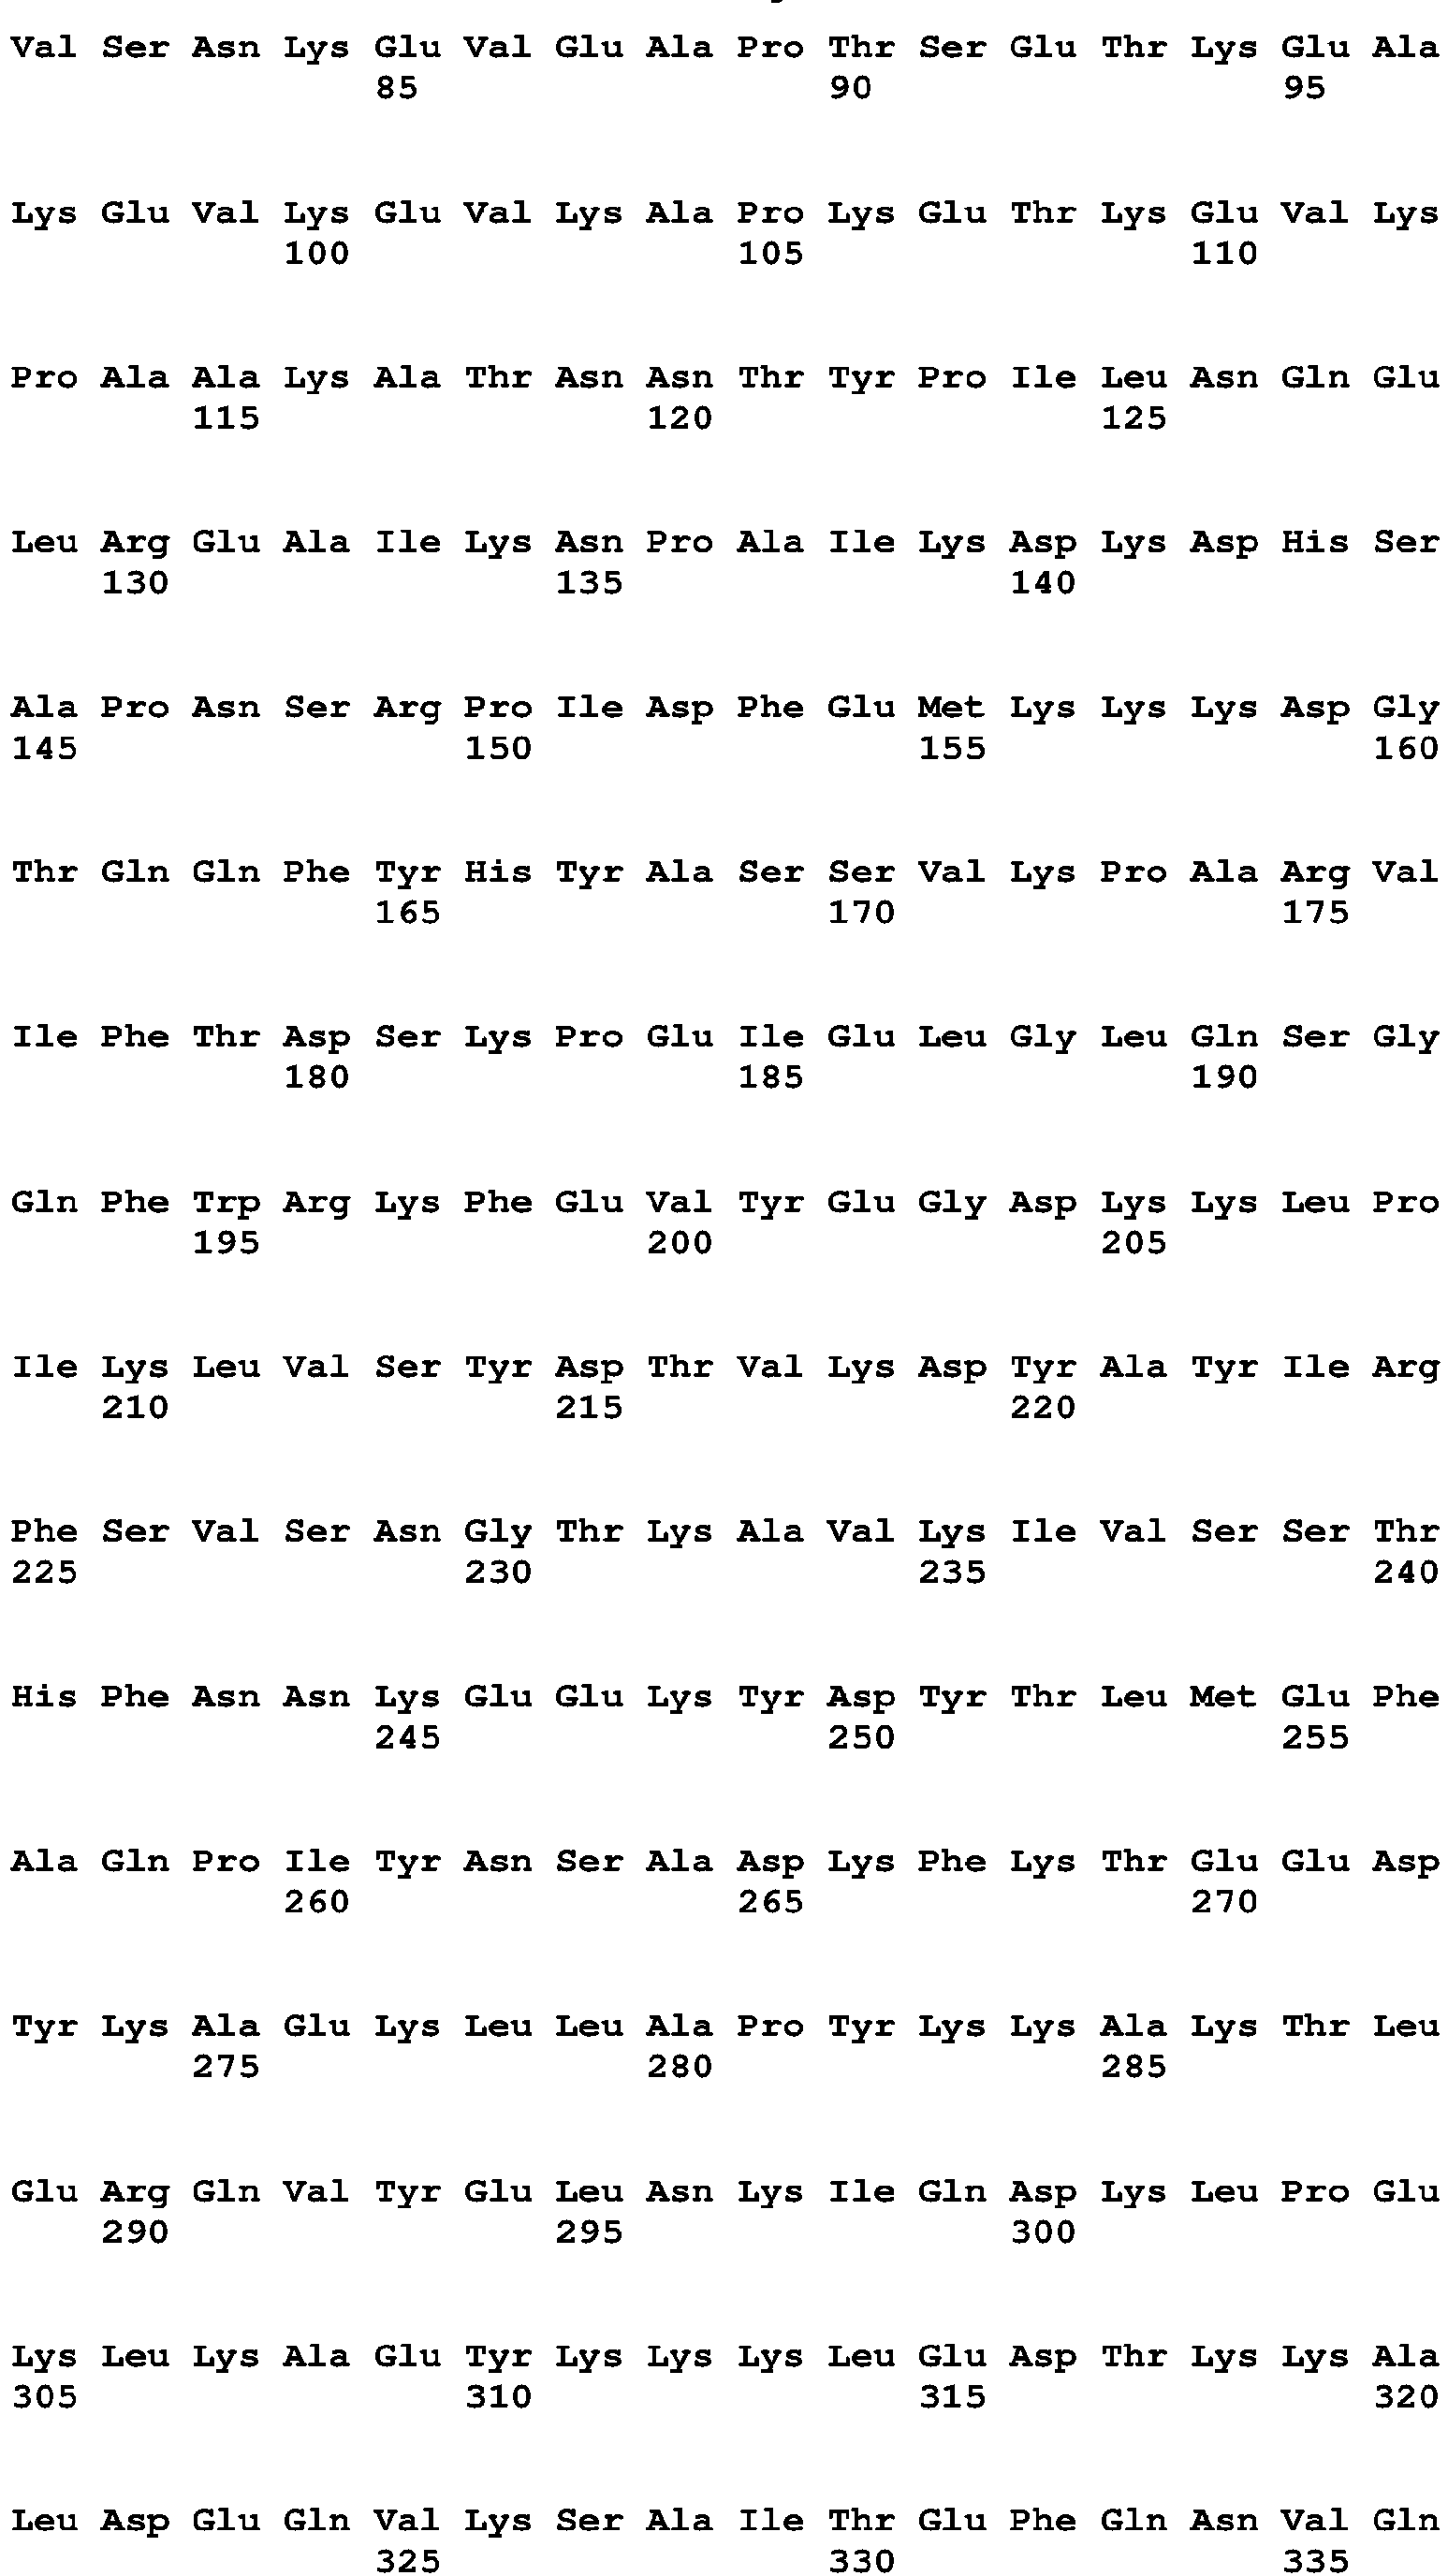 Val Ser Asn Lys Glu Val Glu Ala Pro Thr Ser Glu Thr Lys Glu Ala
85 90 95
Lys Glu Val Lys Glu Val Lys Ala Pro Lys Glu Thr Lys Glu Val Lys
100 105 110
Pro Ala Ala Lys Ala Thr Asn Asn Thr Tyr Pro Ile Leu Asn Gln Glu
115 120 125
Leu Arg Glu Ala Ile Lys Asn Pro Ala Ile Lys Asp Lys Asp His Ser
130 135 140
Ala Pro Asn Ser Arg Pro Ile Asp Phe Glu Met Lys Lys Lys Asp Gly
145 150 155 160
Thr Gln Gln Phe Tyr His Tyr Ala Ser Ser Val Lys Pro Ala Arg Val
165 170 175
Ile Phe Thr Asp Ser Lys Pro Glu Ile Glu Leu Gly Leu Gln Ser Gly
180 185 190
Gln Phe Trp Arg Lys Phe Glu Val Tyr Glu Gly Asp Lys Lys Leu Pro
195 200 205
Ile Lys Leu Val Ser Tyr Asp Thr Val Lys Asp Tyr Ala Tyr Ile Arg
210 215 220
Phe Ser Val Ser Asn Gly Thr Lys Ala Val Lys Ile Val Ser Ser Thr
225 230 235 240
His Phe Asn Asn Lys Glu Glu Lys Tyr Asp Tyr Thr Leu Met Glu Phe
245 250 255
Ala Gln Pro Ile Tyr Asn Ser Ala Asp Lys Phe Lys Thr Glu Glu Asp
260 265 270
Tyr Lys Ala Glu Lys Leu Leu Ala Pro Tyr Lys Lys Ala Lys Thr Leu
275 280 285
Glu Arg Gln Val Tyr Glu Leu Asn Lys Ile Gln Asp Lys Leu Pro Glu
290 295 300
Lys Leu Lys Ala Glu Tyr Lys Lys Lys Leu Glu Asp Thr Lys Lys Ala
305 310 315 320
Leu Asp Glu Gln Val Lys Ser Ala Ile Thr Glu Phe Gln Asn Val Gln
325 330 335